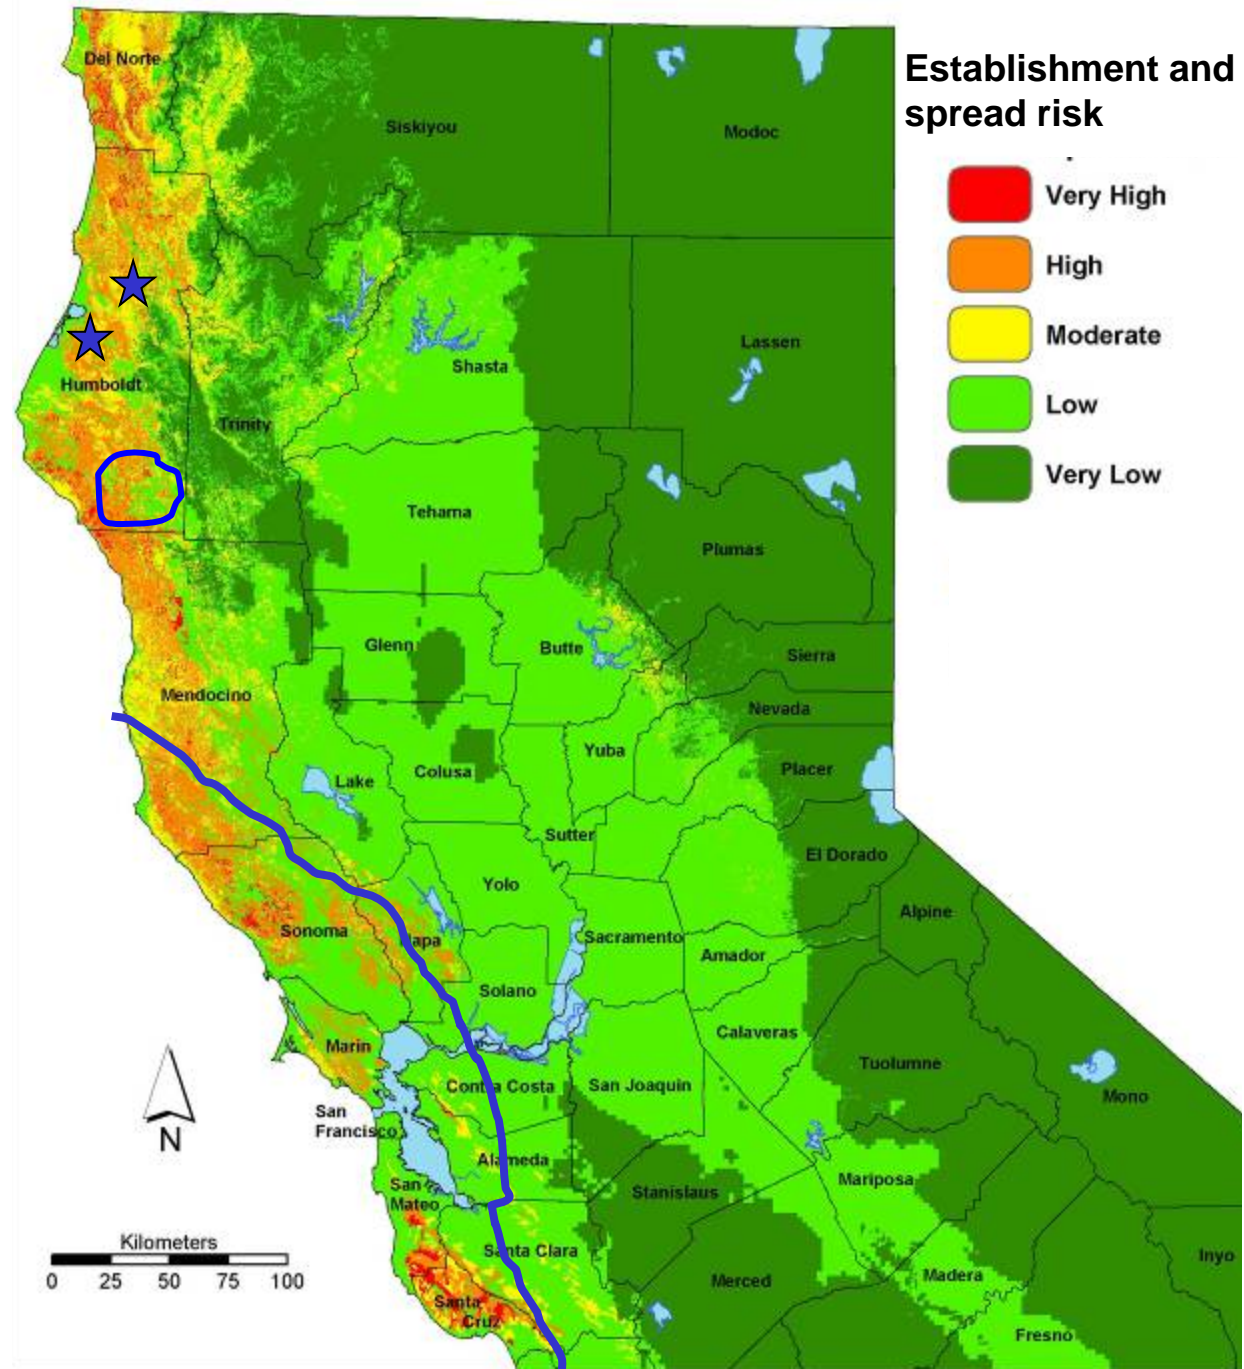 Establishment and
spread risk
Very High
High
Moderate
Low
Very Low
Del Norte
Siskiyou
Modoc
Humboldt
Trinity
Shasta
Lassen
Tehama
Plumas
Glenn
Butte
Sierra
Mendocino
Nevada
Yuba
Placer
Lake
Colusa
Sutter
El Dorado
Yolo
Alpine
Sonoma
Napa
Sacramento
Amador
Solano
Calaveras
Marin
Tuolumne
Contra Costa
San Joaquin
Mono
San
Francisco
N
Alameda
Mariposa
San
Mateo
Stanislaus
Kilometers
0 25 50 75 100
Santa Clara
Inyo
Merced
Madera
Santa
Cruz
Fresno